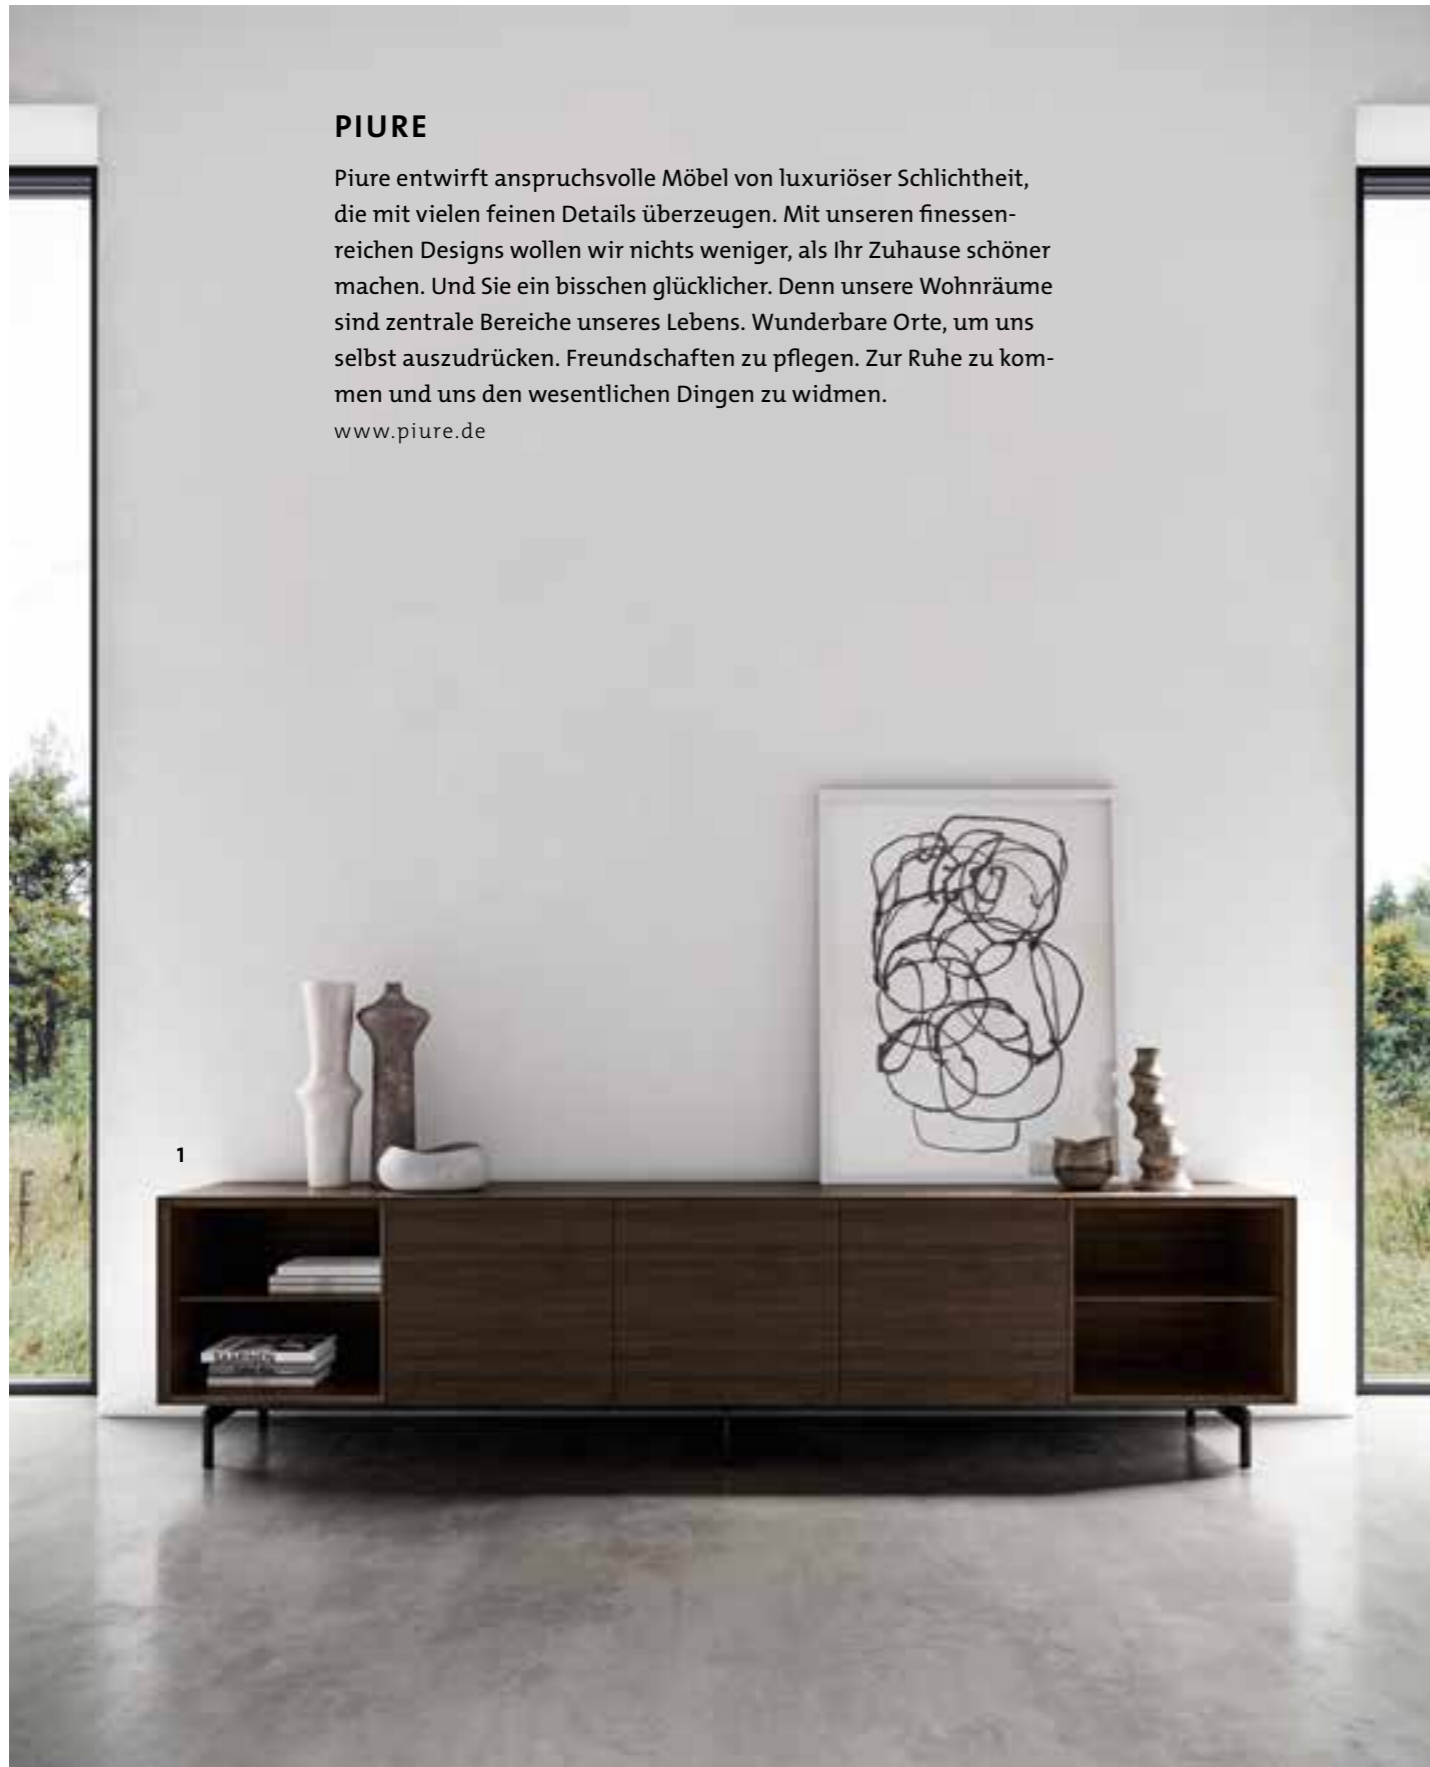 PIURE
Piure entwirft anspruchsvolle Möbel von luxuriöser Schlichtheit,
die mit vielen feinen Details überzeugen. Mit unseren finessen-
reichen Designs wollen wir nichts weniger, als Ihr Zuhause schöner
machen. Und Sie ein bisschen glücklicher. Denn unsere Wohnräume
sind zentrale Bereiche unseres Lebens. Wunderbare Orte, um uns
selbst auszudrücken. Freundschaften zu pflegen. Zur Ruhe zu kom-
men und uns den wesentlichen Dingen zu widmen.
www.piure.de
1